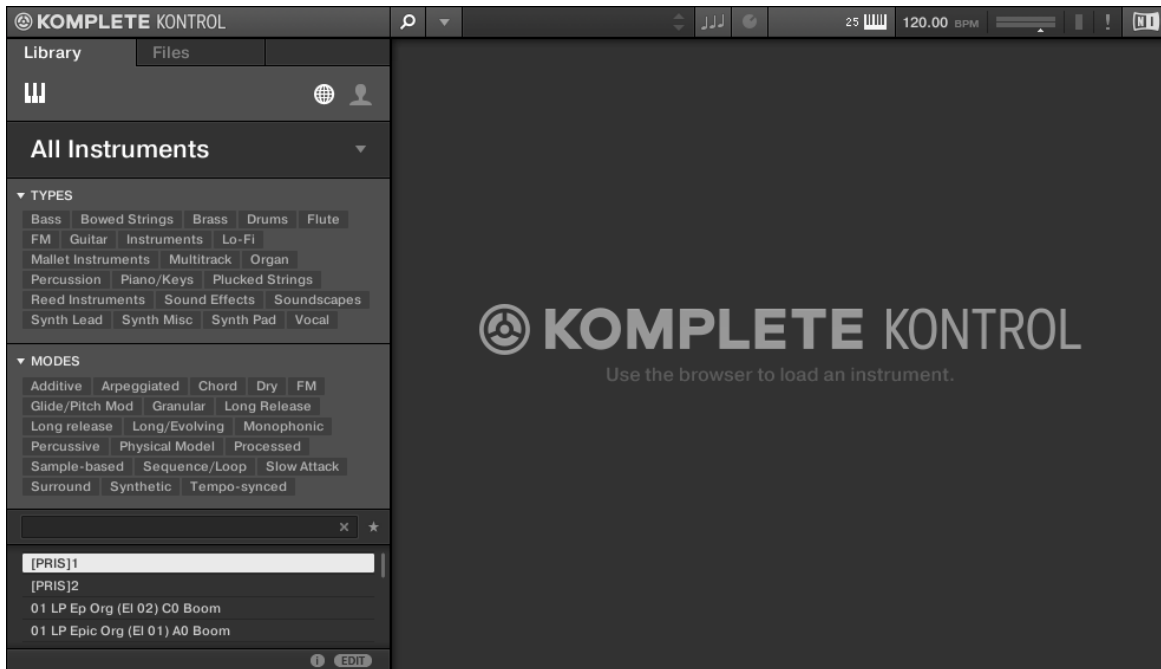 KOMPLETE KONTROL
25
120.00 BPM
!
NI
Library Files
All Instruments
TYPES
Bass Bowed Strings Brass Drums Flute
FM Guitar Instruments Lo-Fi
Mallet Instruments Multitrack Organ
Percussion Piano/Keys Plucked Strings
Reed Instruments Sound Effects Soundscapes
Synth Lead Synth Misc Synth Pad Vocal
MODES
Additive Arpeggiated Chord Dry FM
Glide/Pitch Mod Granular Long Release
Long release Long/Evolving Monophonic
Percussive Physical Model Processed
Sample-based Sequence/Loop Slow Attack
Surround Synthetic Tempo-synced
[PRIS]1
[PRIS]2
01 LP Ep Org (El 02) C0 Boom
01 LP Epic Org (El 01) A0 Boom
i EDIT
KOMPLETE KONTROL
Use the browser to load an instrument.